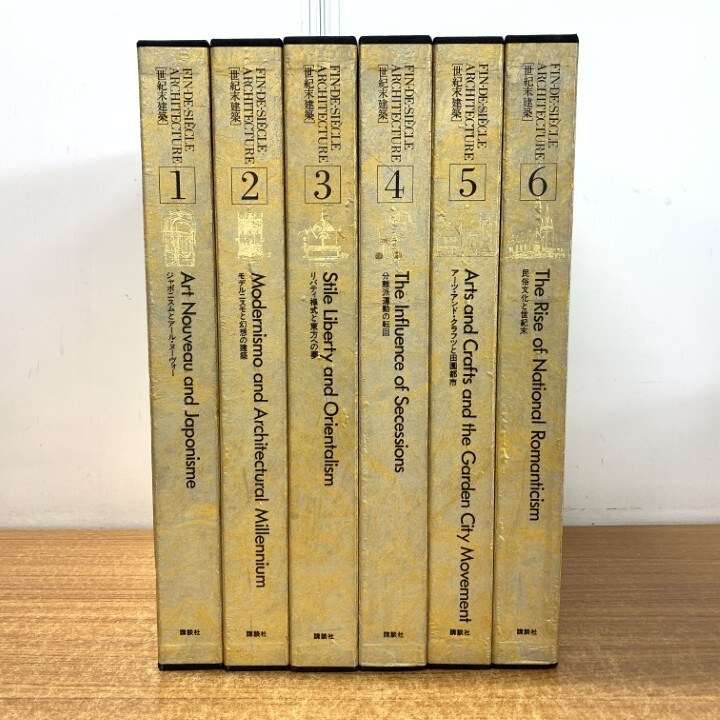 FIN·DE·SIÈCLE
ARCHITECTURE
[世紀末建築]
1
Art Nouveau and Japonisme
ジャポニスムとアール・ヌーヴォー
講談社
FIN·DE·SIÈCLE
ARCHITECTURE
[世紀末建築]
2
Modernismo and Architectural Millennium
モデルニスモと幻想の建築
講談社
FIN·DE·SIÈCLE
ARCHITECTURE
[世紀末建築]
3
Stile Liberty and Orientalism
リバティ様式と東方への夢
講談社
FIN·DE·SIÈCLE
ARCHITECTURE
[世紀末建築]
4
The Influence of Secessions
分離派運動の転回
講談社
FIN·DE·SIÈCLE
ARCHITECTURE
[世紀末建築]
5
Arts and Crafts and the Garden City Movement
アーツ・アンド・クラフツと田園都市
講談社
FIN·DE·SIÈCLE
ARCHITECTURE
[世紀末建築]
6
The Rise of National Romanticism
民俗文化と世紀末
講談社